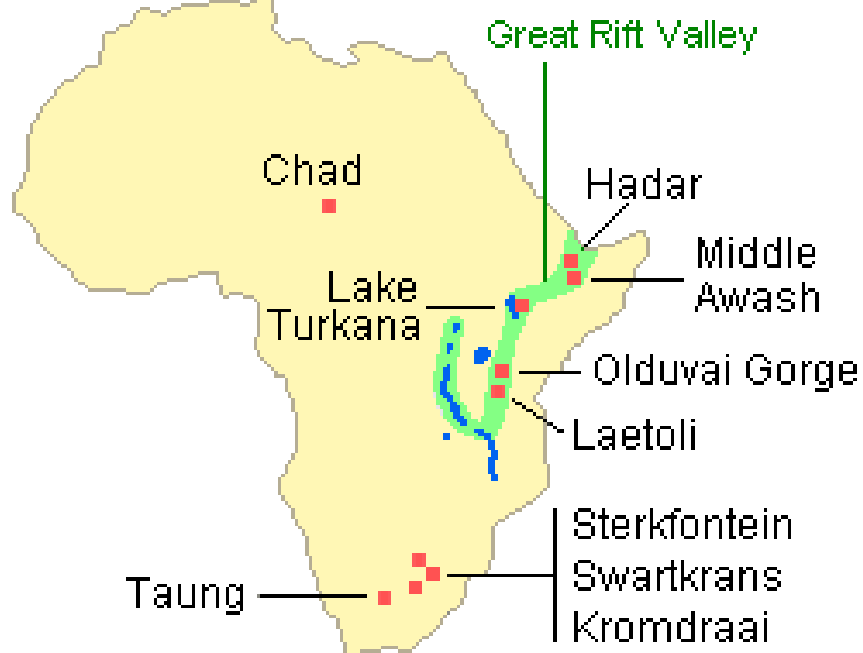 Great Rift Valley
Chad
Hadar
Middle
Awash
Lake
Turkana
Olduvai Gorge
Laetoli
Sterkfontein
Swartkrans
Kromdraai
Taung